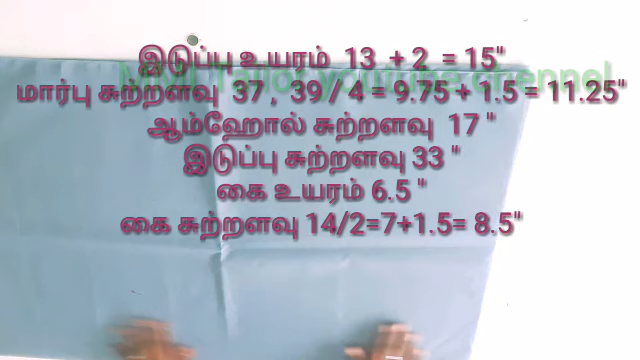 இடுப்பு உயரம் 13 + 2 = 15"
மார்பு சுற்றளவு 37 , 39 / 4 = 9.75 + 1.5 = 11.25"
ஆம்ஹோல் சுற்றளவு 17 "
இடுப்பு சுற்றளவு 33 "
கை உயரம் 6.5 "
கை சுற்றளவு 14/2=7+1.5= 8.5"